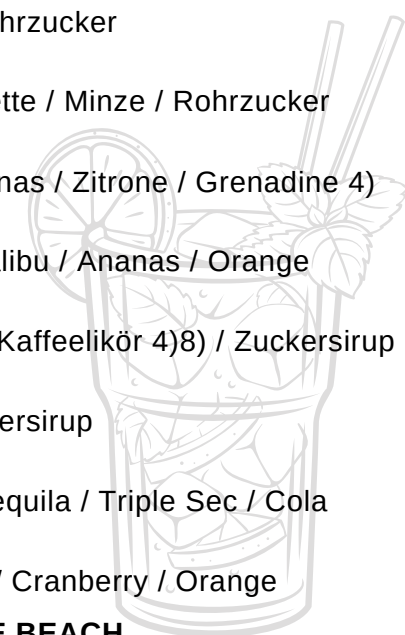 hrzucker
tte / Minze / Rohrzucker
nas / Zitrone / Grenadine 4)
libu / Ananas / Orange
Kaffeelikör 4)8) / Zuckersirup
ersirup
equila / Triple Sec / Cola
/ Cranberry / Orange
E BEACH